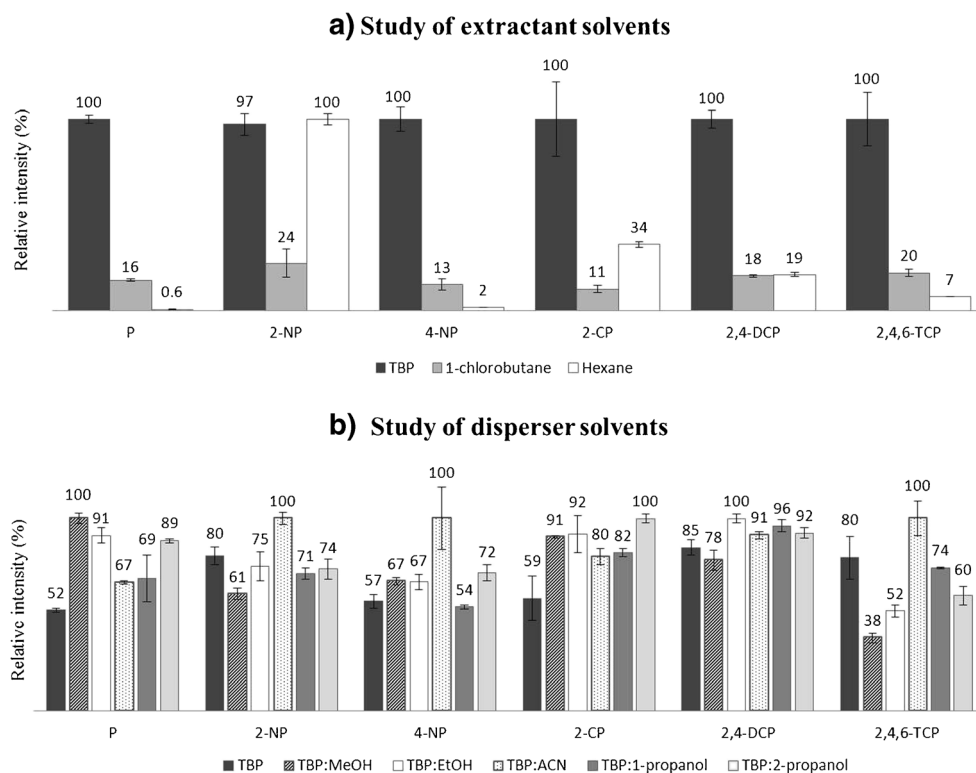 a) Study of extractant solvents
Relative intensity (%)
100 16 0.6
97 24 100
100 13 2
100 11 34
100 18 19
100 20 7
P 2-NP 4-NP 2-CP 2,4-DCP 2,4,6-TCP
TBP 1-chlorobutane Hexane
b) Study of disperser solvents
Relative intensity (%)
52 100 91 67 69 89
80 61 75 100 71 74
57 67 67 100 54 72
59 91 92 80 82 100
85 78 100 91 96 92
80 38 52 100 74 60
P 2-NP 4-NP 2-CP 2,4-DCP 2,4,6-TCP
TBP TBP:MeOH TBP:EtOH TBP:ACN TBP:1-propanol TBP:2-propanol